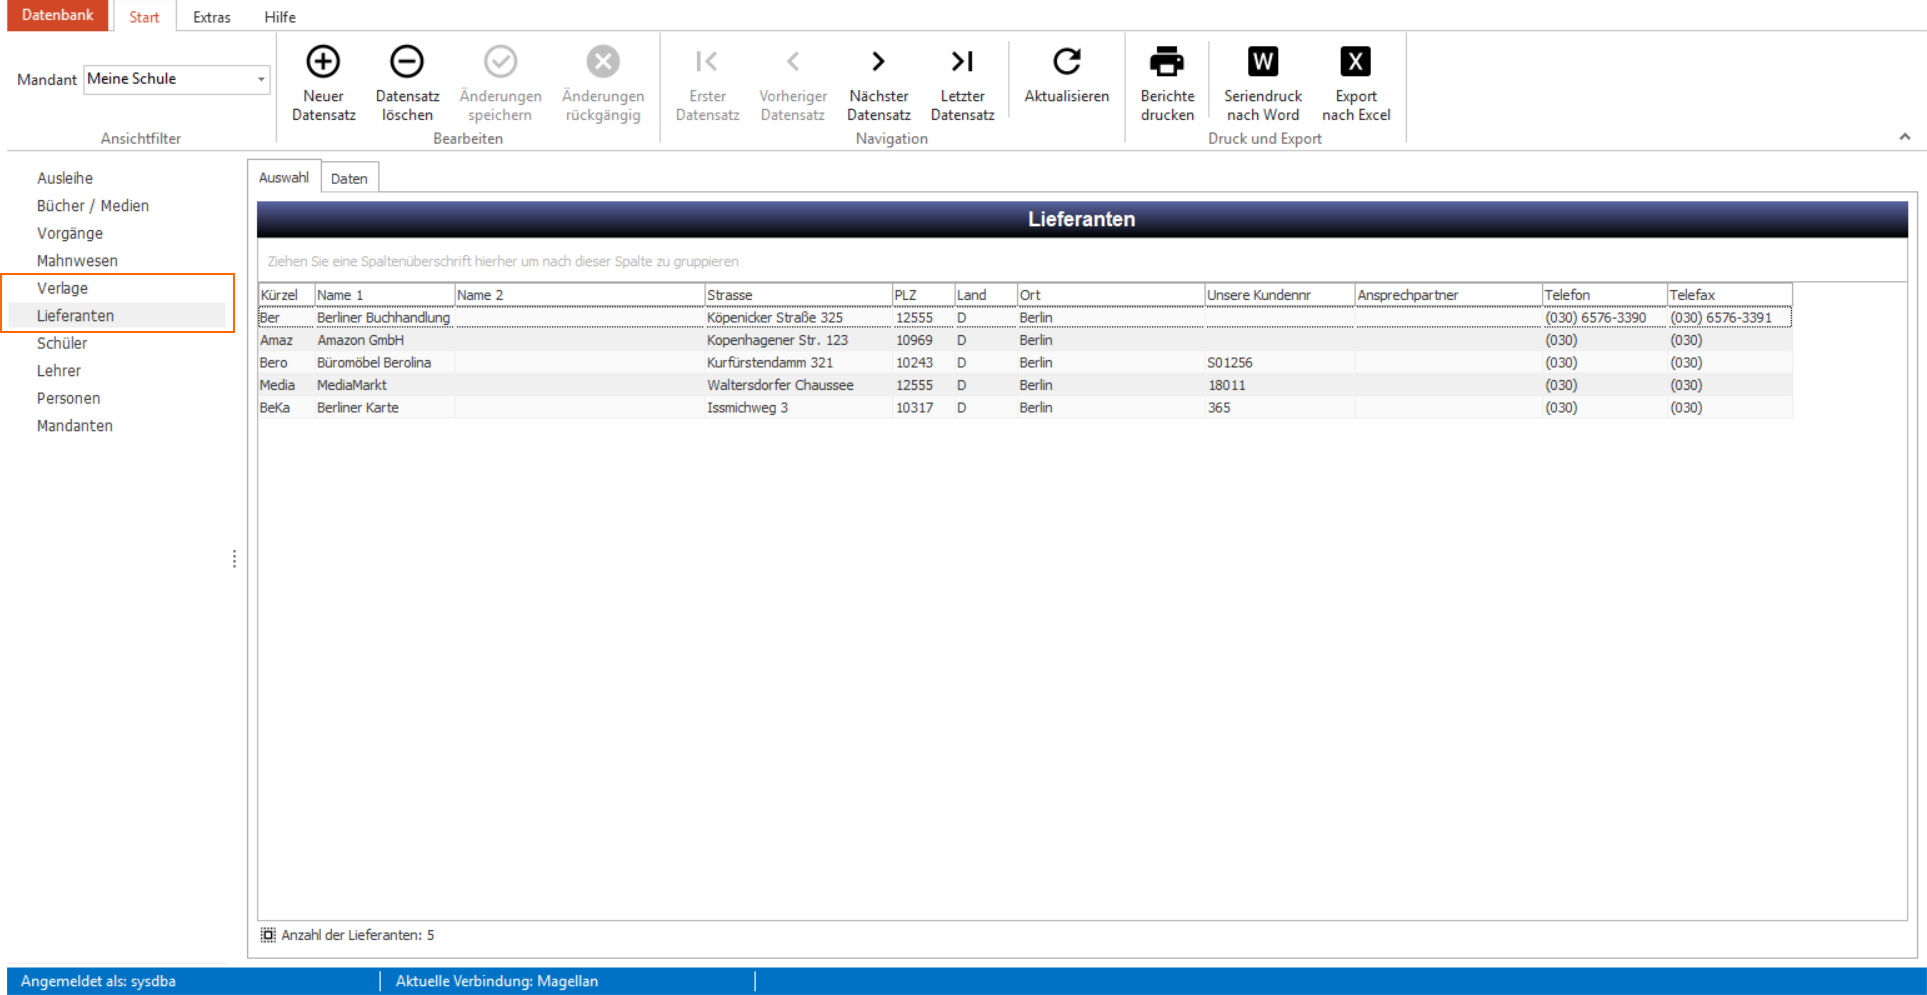 Datenbank Start Extras Hilfe
Mandant Meine Schule
Ansichtfilter
Neuer Datensatz
Datensatz löschen
Änderungen speichern
Änderungen rückgängig
Bearbeiten
Erster Datensatz
Vorheriger Datensatz
Nächster Datensatz
Letzter Datensatz
Navigation
Aktualisieren
Berichte drucken
W
Seriendruck nach Word
X
Export nach Excel
Druck und Export
Ausleihe
Bücher / Medien
Vorgänge
Mahnwesen
Verlage
Lieferanten
Schüler
Lehrer
Personen
Mandanten
Auswahl Daten
Lieferanten
Ziehen Sie eine Spaltenüberschrift hierher um nach dieser Spalte zu gruppieren
Kürzel Name 1 Name 2 Strasse PLZ Land Ort Unsere Kundennr Ansprechpartner Telefon Telefax
Ber Berliner Buchhandlung Köpenicker Straße 325 12555 D Berlin (030) 6576-3390 (030) 6576-3391
Amaz Amazon GmbH Kopenhagener Str. 123 10969 D Berlin (030) (030)
Bero Büromöbel Berolina Kurfürstendamm 321 10243 D Berlin S01256 (030) (030)
Media MediaMarkt Waltersdorfer Chaussee 12555 D Berlin 18011 (030) (030)
BeKa Berliner Karte Issmichweg 3 10317 D Berlin 365 (030) (030)
Anzahl der Lieferanten: 5
Angemeldet als: sysdba Aktuelle Verbindung: Magellan